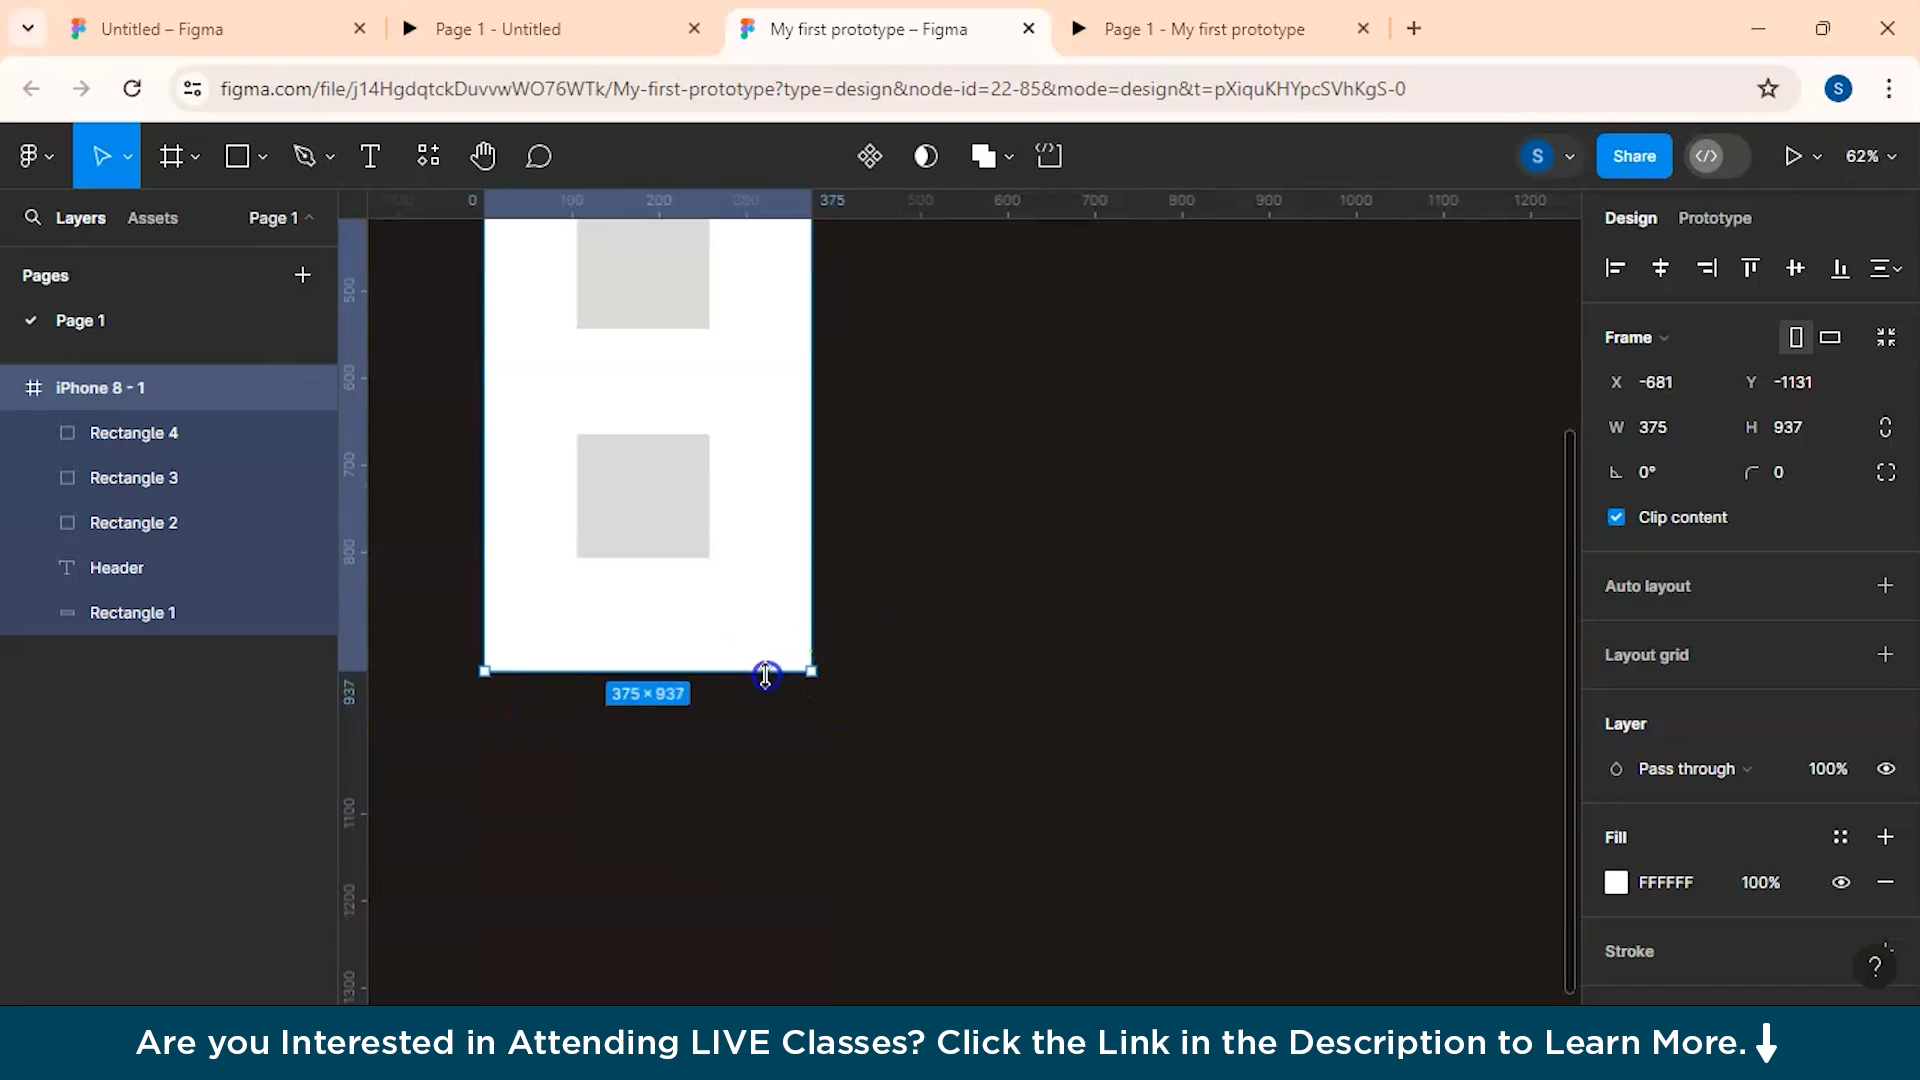 Untitled – Figma
Page 1 - Untitled
My first prototype – Figma
Page 1 - My first prototype
figma.com/file/j14HgdqtckDuvvwWO76WTk/My-first-prototype?type=design&node-id=22-85&mode=design&t=pXiquKHYpcSVhKgS-0
S
S
Share
62%
Layers
Assets
Page 1
Pages
Page 1
iPhone 8 - 1
Rectangle 4
Rectangle 3
Rectangle 2
Header
Rectangle 1
0
100
200
300
375
500
600
700
800
900
1000
1100
1200
500
600
700
800
937
1100
1200
1300
375 × 937
Design
Prototype
Frame
X -681
Y -1131
W 375
H 937
0°
0
Clip content
Auto layout
Layout grid
Layer
Pass through
100%
Fill
FFFFFF
100%
Stroke
?
Are you Interested in Attending LIVE Classes? Click the Link in the Description to Learn More.